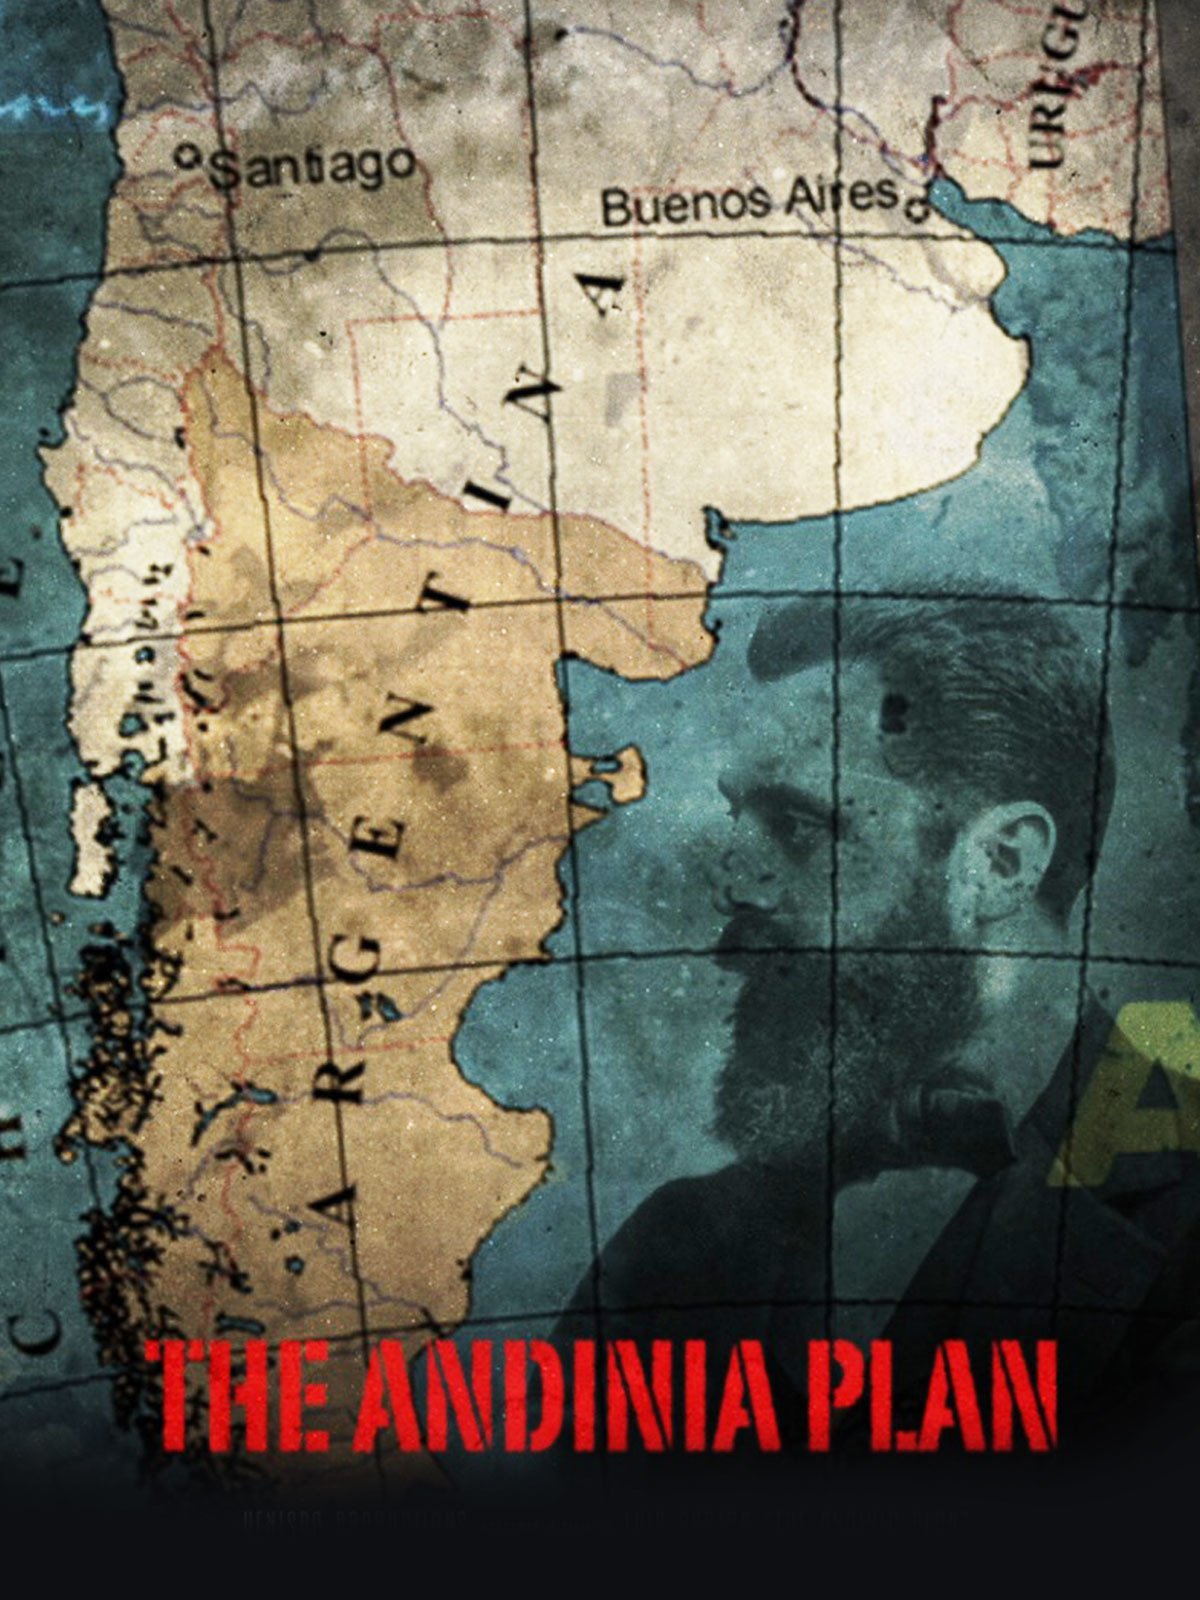 URUGU
Santiago
Buenos Aires
ARGENTINA
A
THE ANDINIA PLAN